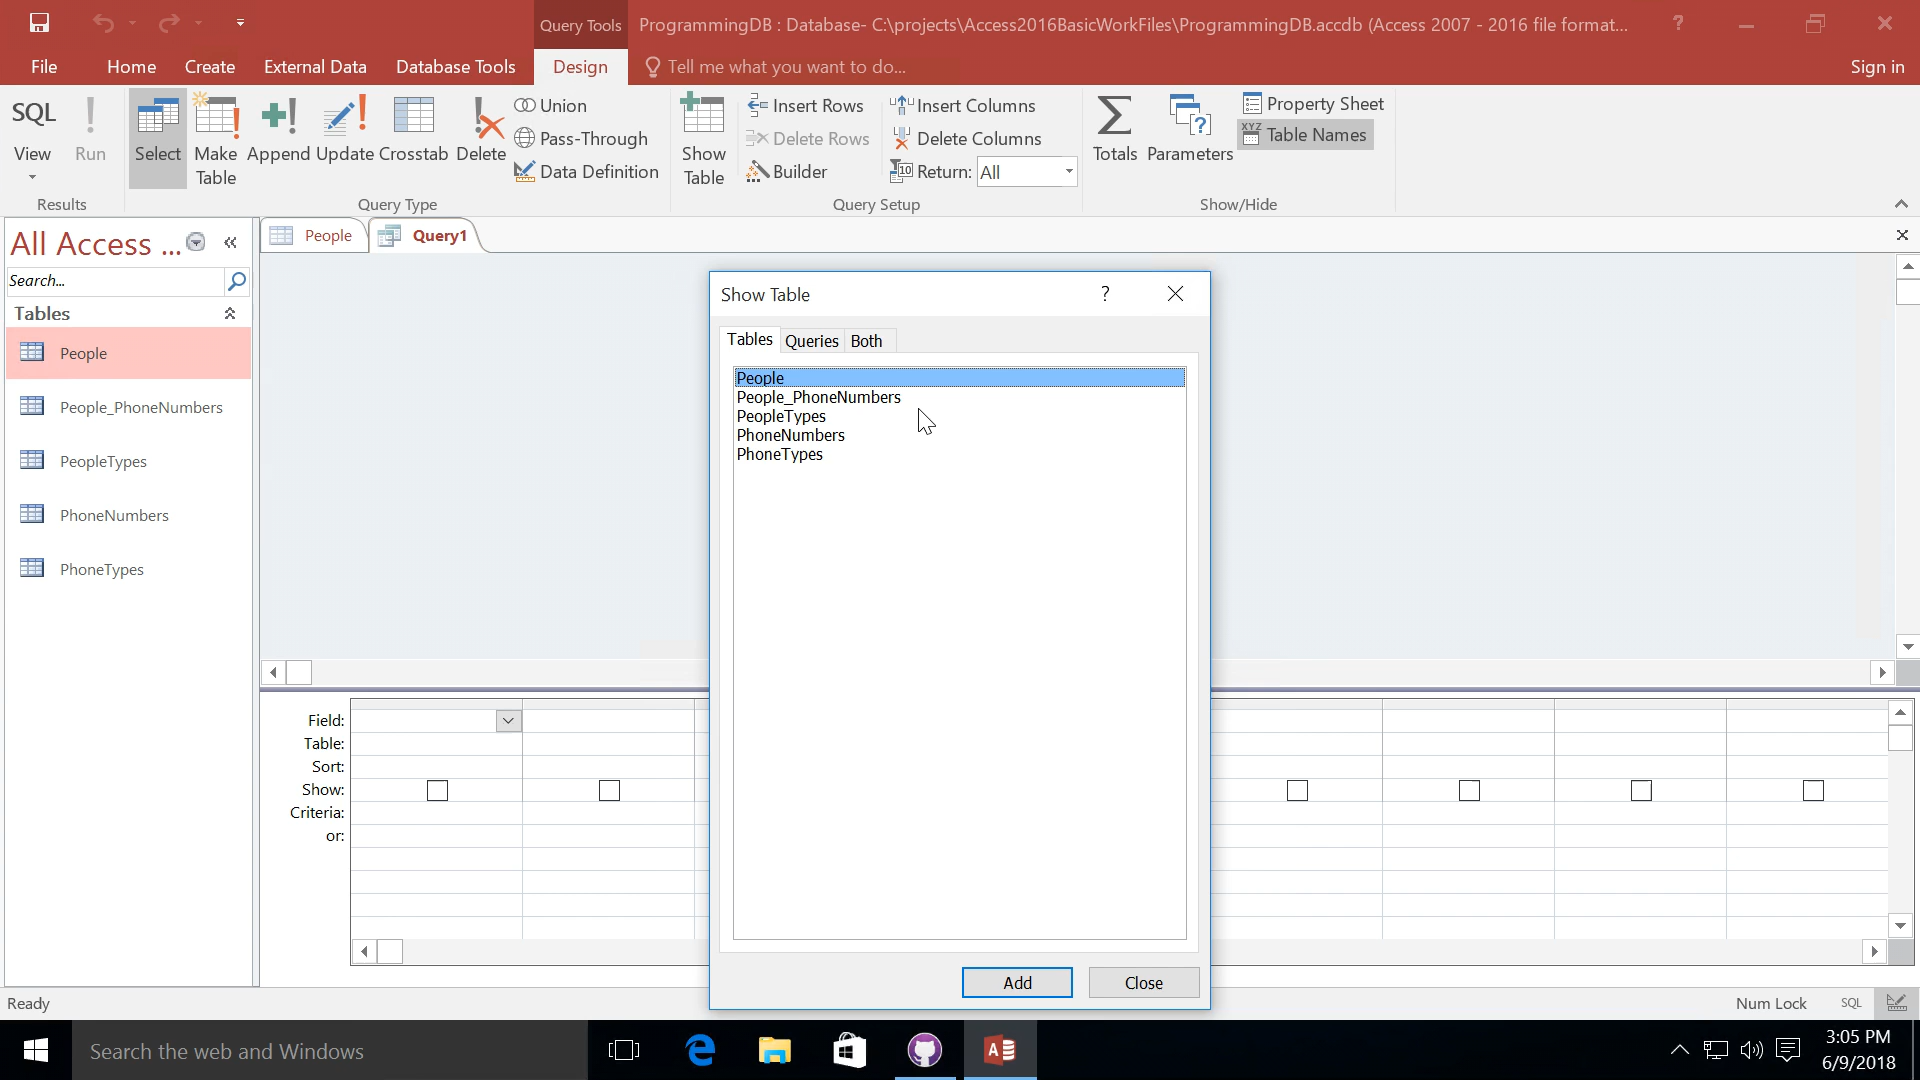 Query Tools
ProgrammingDB : Database- C:\projects\Access2016BasicWorkFiles\ProgrammingDB.accdb (Access 2007 - 2016 file format...
?
File
Home
Create
External Data
Database Tools
Design
Tell me what you want to do...
Sign in
SQL
View
Run
Select
Make
Table
Append
Update
Crosstab
Delete
Union
Pass-Through
Data Definition
Show
Table
Insert Rows
Delete Rows
Builder
Insert Columns
Delete Columns
Return: All
Totals
Parameters
Property Sheet
XYZ Table Names
Results
Query Type
Query Setup
Show/Hide
All Access ...
Search...
Tables
People
People_PhoneNumbers
PeopleTypes
PhoneNumbers
PhoneTypes
People
Query1
Show Table
?
Tables
Queries
Both
People
People_PhoneNumbers
PeopleTypes
PhoneNumbers
PhoneTypes
Add
Close
Field:
Table:
Sort:
Show:
Criteria:
or:
Ready
Num Lock
SQL
Search the web and Windows
3:05 PM
6/9/2018